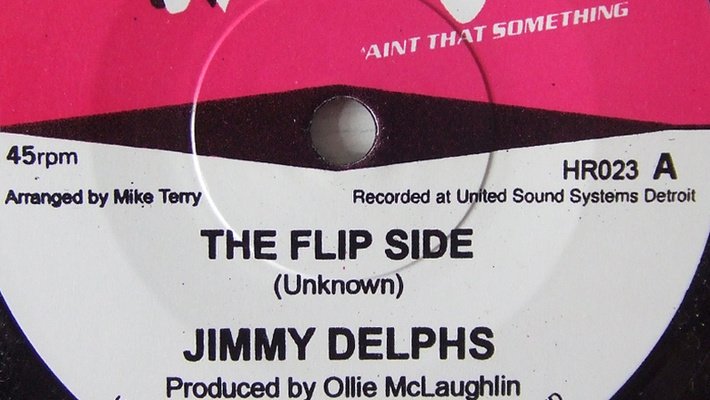 'AINT THAT SOMETHING
45rpm
HR023 A
Arranged by Mike Terry
Recorded at United Sound Systems Detroit
THE FLIP SIDE
(Unknown)
JIMMY DELPHS
Produced by Ollie McLaughlin